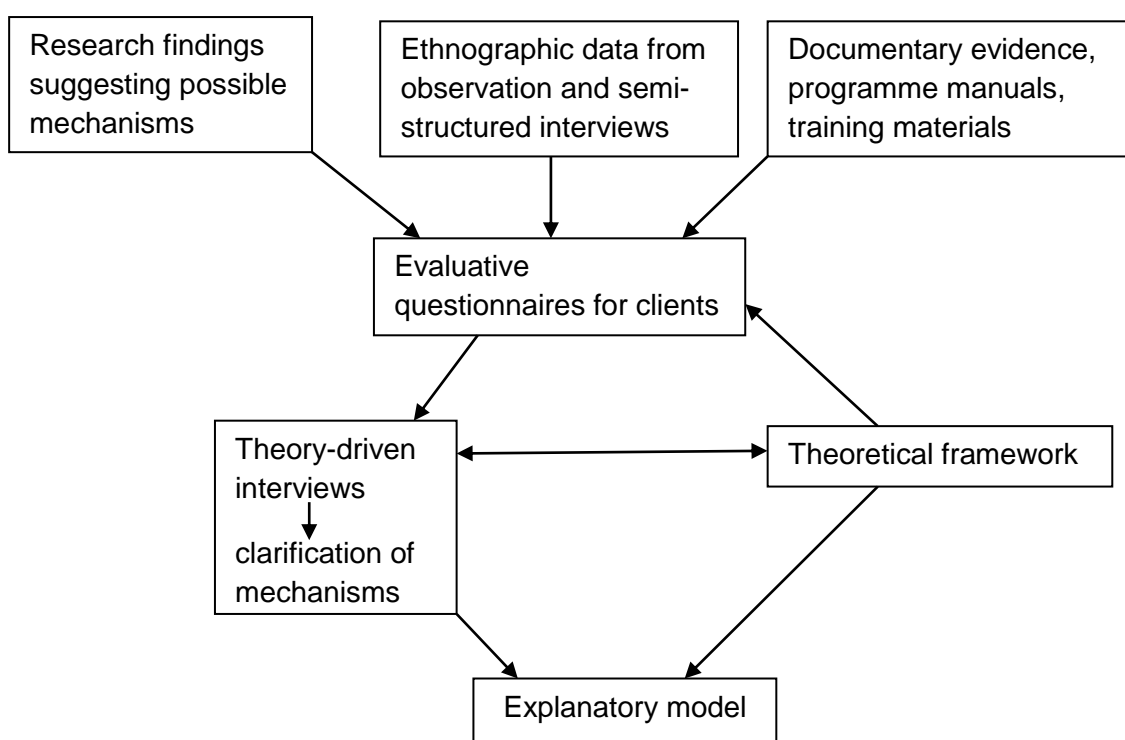 Research findings
suggesting possible
mechanisms
Ethnographic data from
observation and semi-
structured interviews
Documentary evidence,
programme manuals,
training materials
Evaluative
questionnaires for clients
Theory-driven
interviews
clarification of
mechanisms
Theoretical framework
Explanatory model